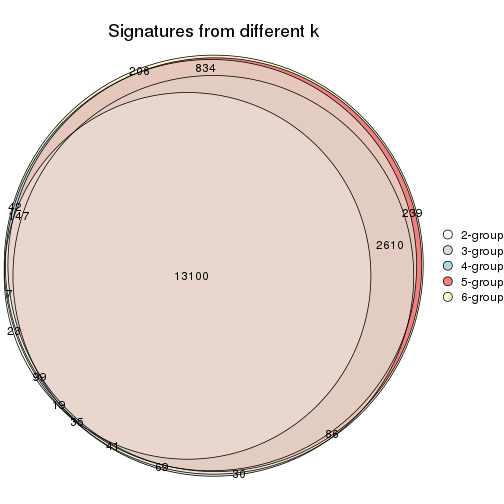 Signatures from different k
834
206
42
147
239
2610
13100
7
23
99
19
35
41
69
30
86
2-group
3-group
4-group
5-group
6-group